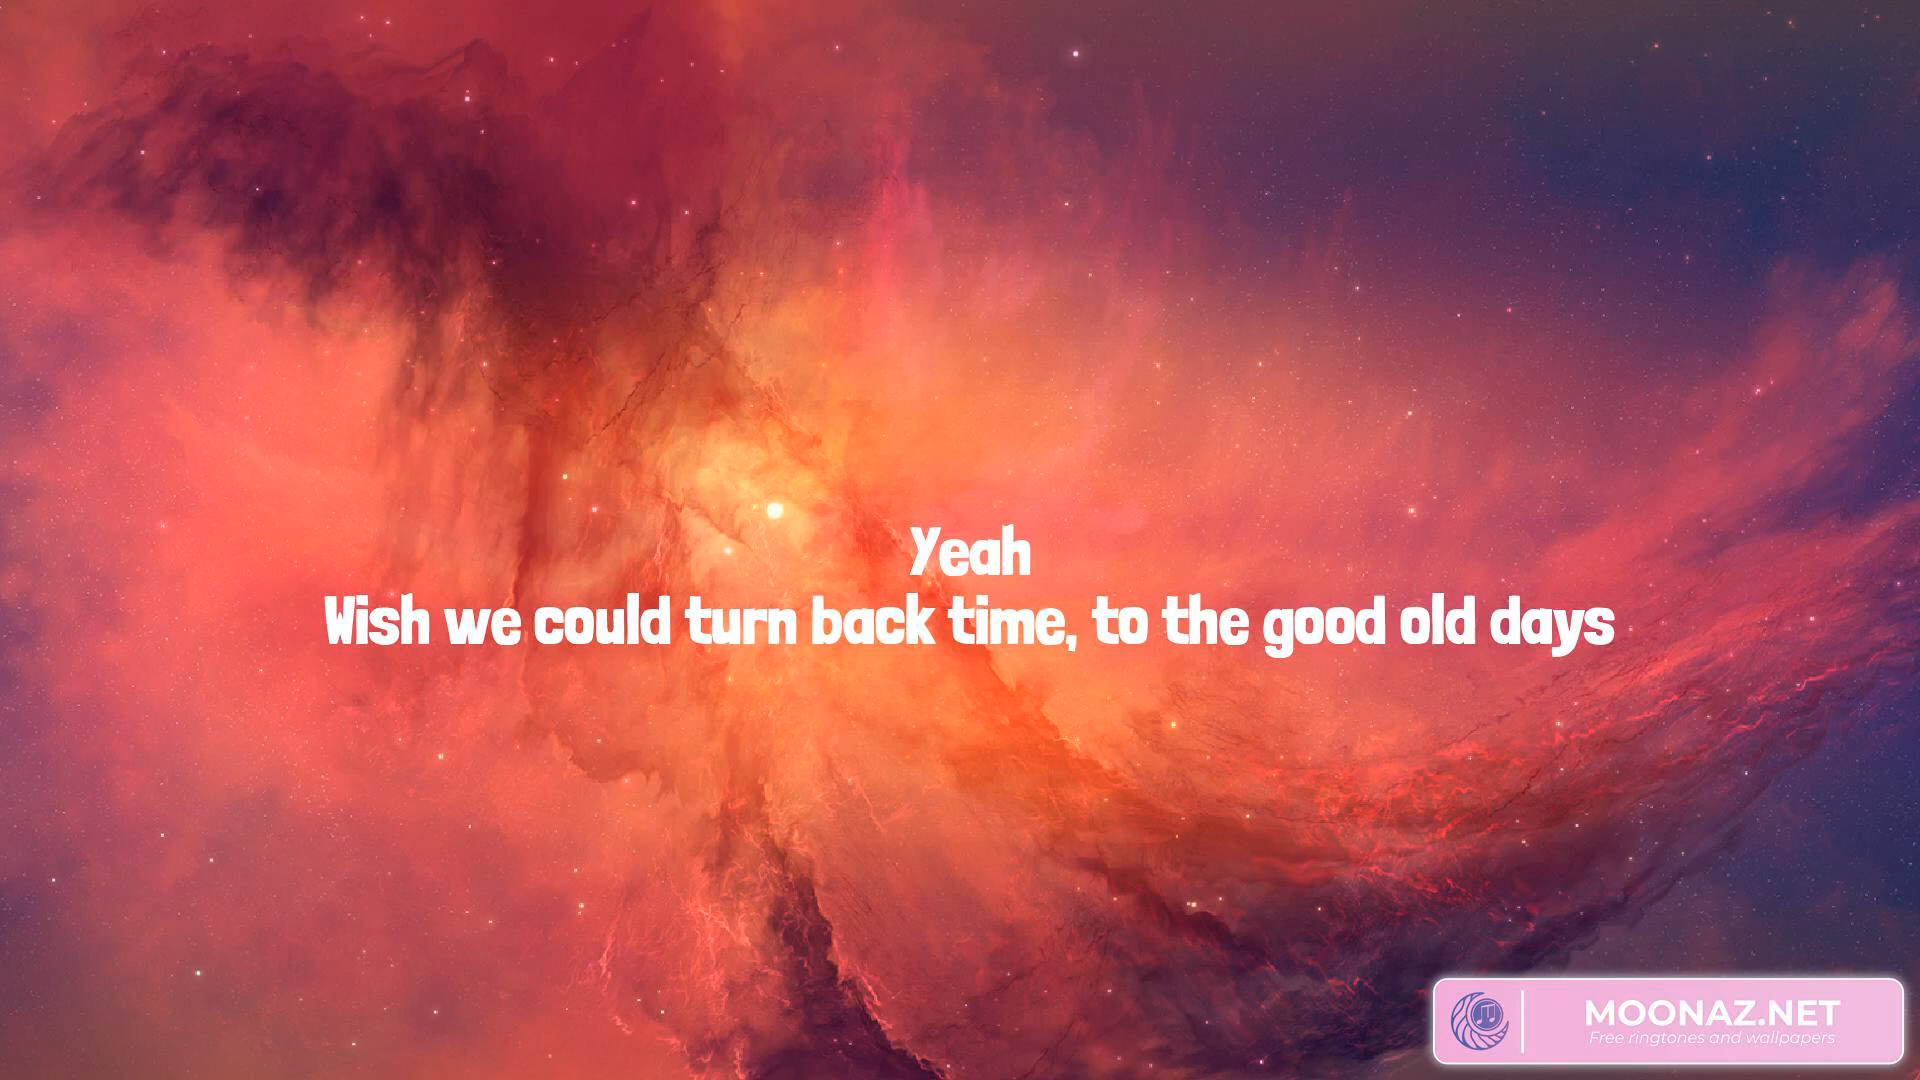 Yeah
Wish we could turn back time, to the good old days
MOONAZ.NET
Free ringtones and wallpapers